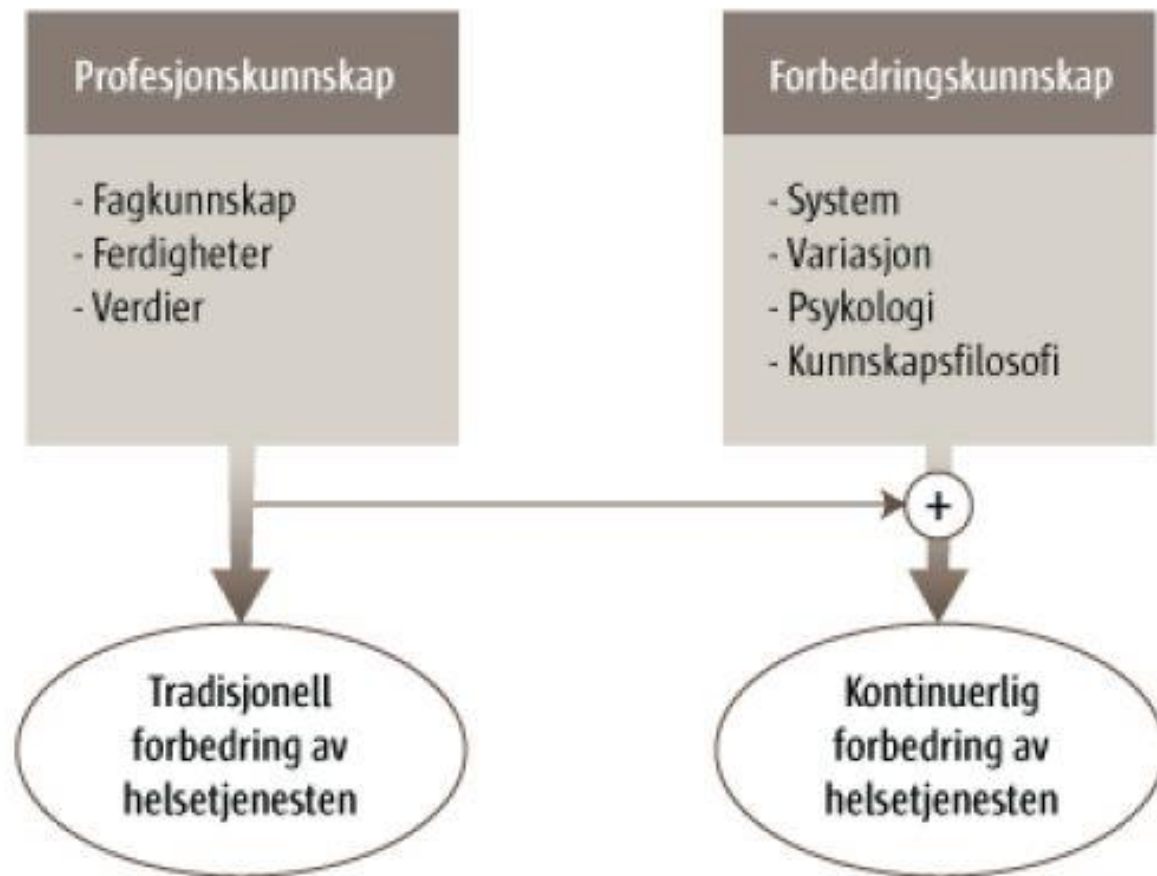 Profesjonskunnskap
- Fagkunnskap
- Ferdigheter
- Verdier
Forbedringskunnskap
- System
- Variasjon
- Psykologi
- Kunnskapsfilosofi
+
Tradisjonell
forbedring av
helsetjenesten
Kontinuerlig
forbedring av
helsetjenesten